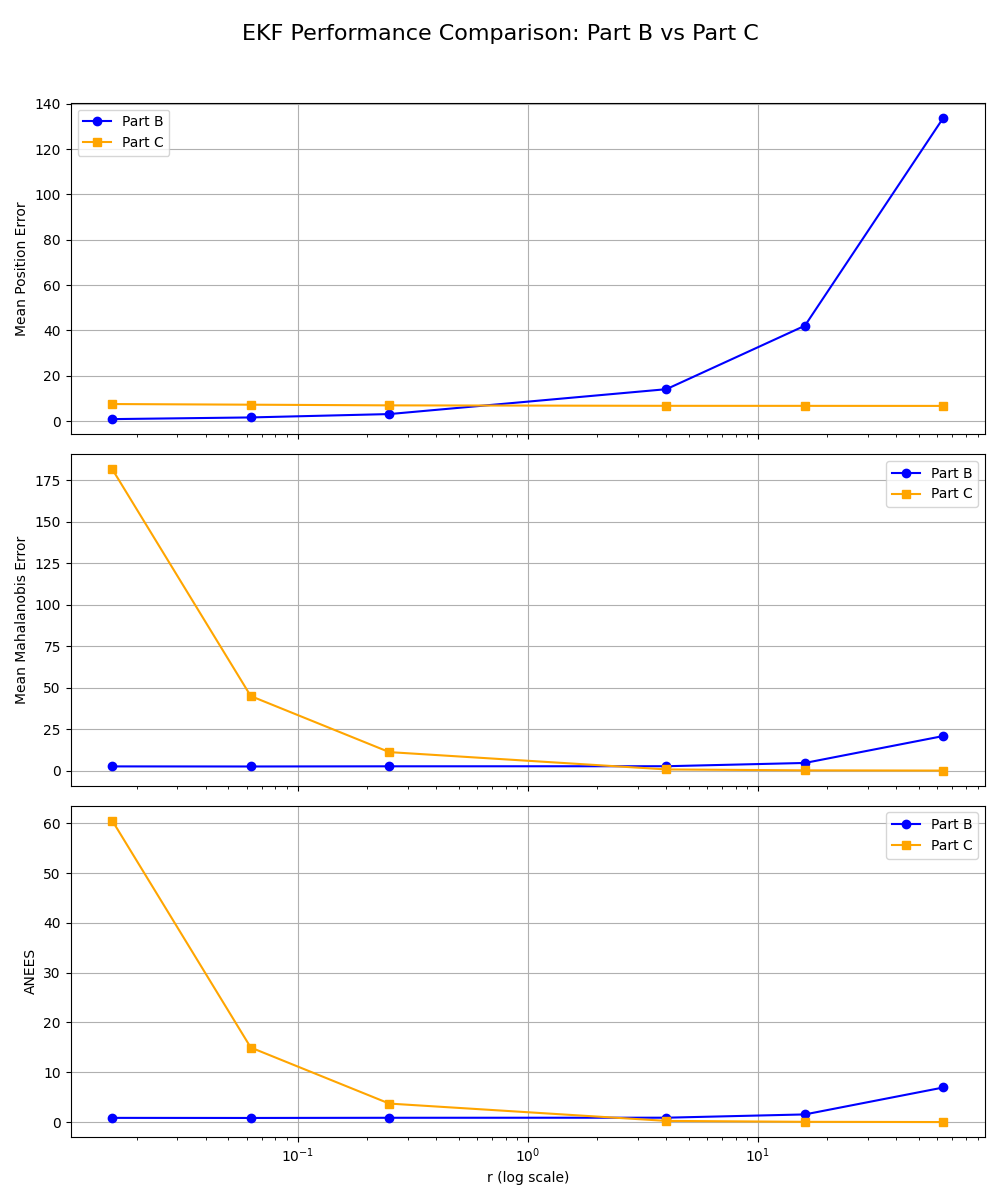 EKF Performance Comparison: Part B vs Part C
140
120
100
80
60
40
20
0
Mean Position Error
Part B
Part C
175
150
125
100
75
50
25
0
Mean Mahalanobis Error
Part B
Part C
60
50
40
30
20
10
0
ANEES
Part B
Part C
10⁻¹
10⁰
10¹
r (log scale)